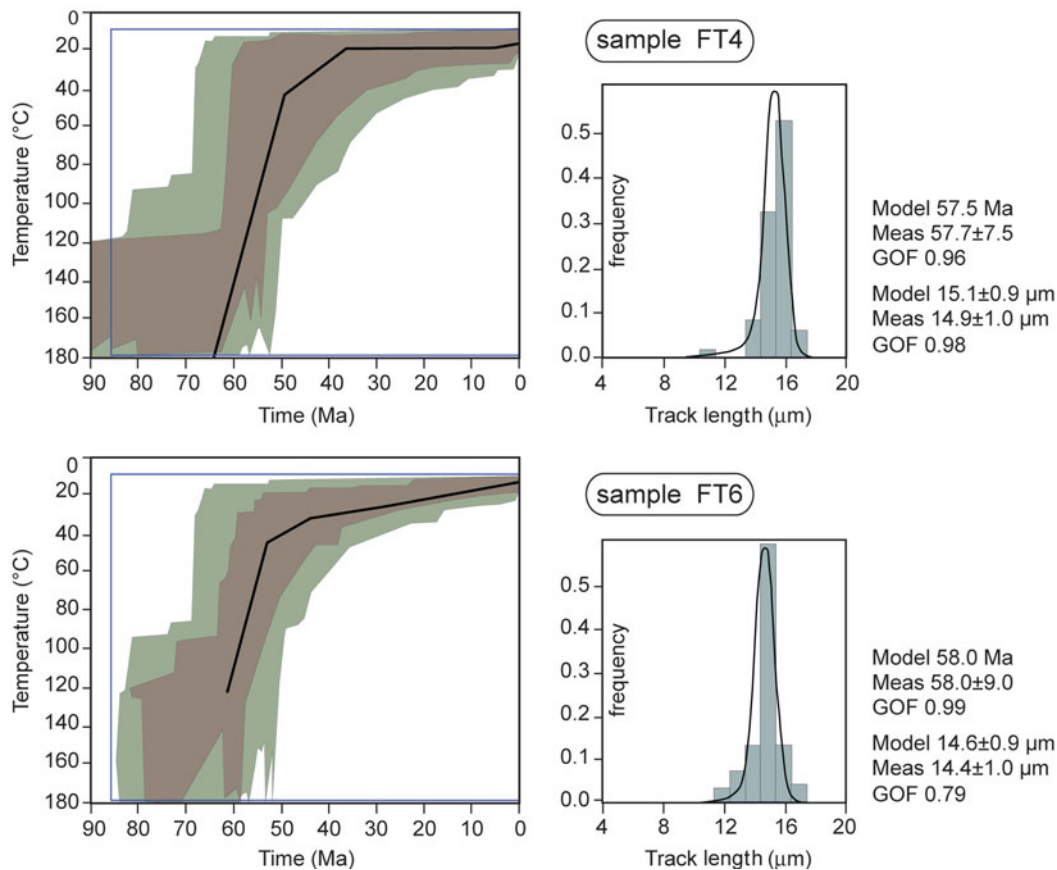 sample FT4
0
20
40
60
80
100
120
140
160
180
Temperature (°C)
90 80 70 60 50 40 30 20 10 0
Time (Ma)
0.5
0.4
0.3
0.2
0.1
0.0
frequency
4 8 12 16 20
Track length (μm)
Model 57.5 Ma
Meas 57.7±7.5
GOF 0.96
Model 15.1±0.9 µm
Meas 14.9±1.0 µm
GOF 0.98
sample FT6
0
20
40
60
80
100
120
140
160
180
Temperature (°C)
90 80 70 60 50 40 30 20 10 0
Time (Ma)
0.5
0.4
0.3
0.2
0.1
0.0
frequency
4 8 12 16 20
Track length (μm)
Model 58.0 Ma
Meas 58.0±9.0
GOF 0.99
Model 14.6±0.9 µm
Meas 14.4±1.0 µm
GOF 0.79